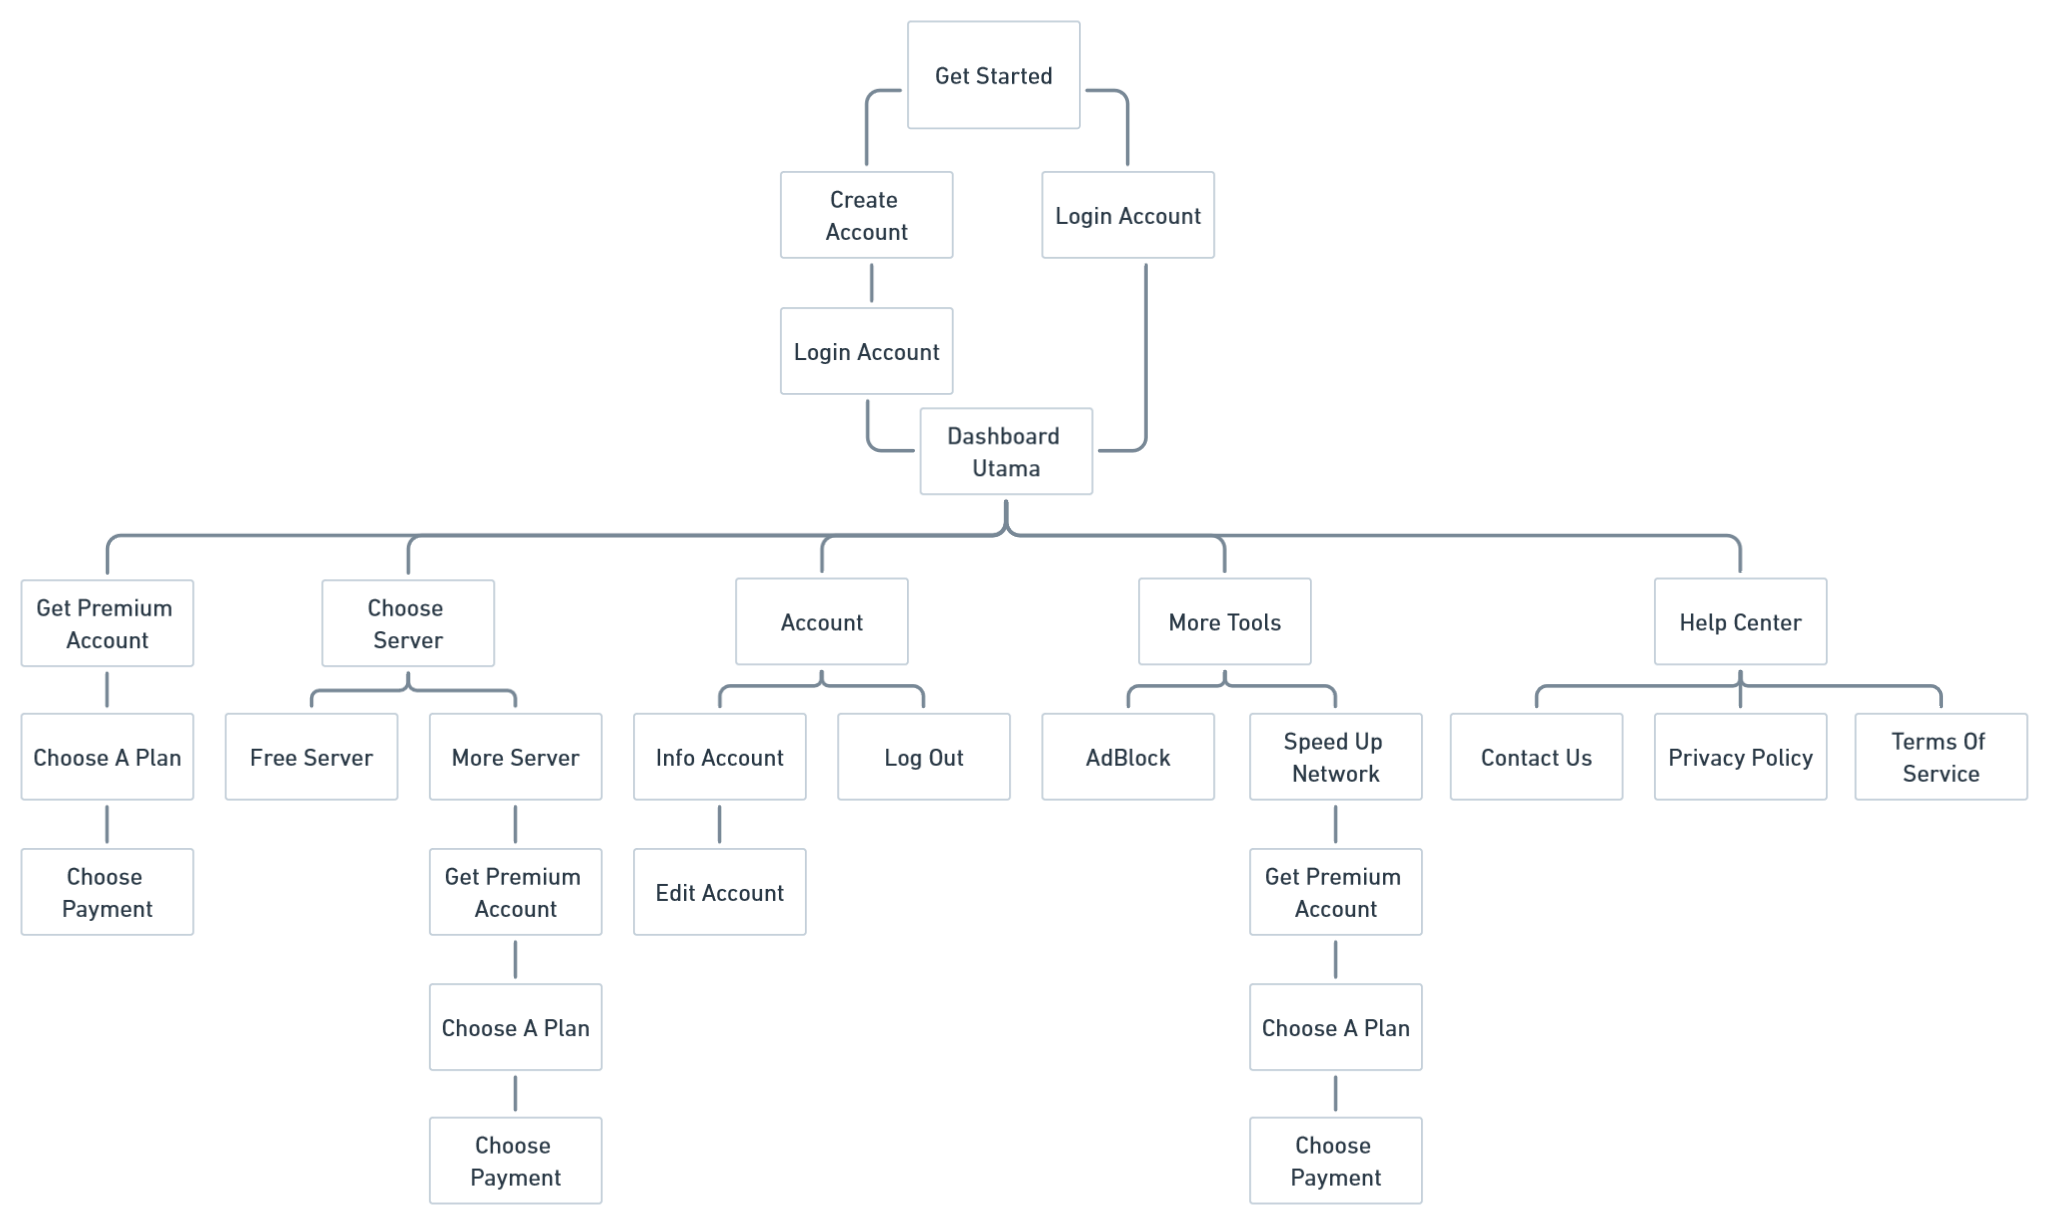 Get Started
Create
Account
Login Account
Login Account
Dashboard
Utama
Get Premium
Account
Choose
Server
Account
More Tools
Help Center
Choose A Plan
Free Server
More Server
Info Account
Log Out
AdBlock
Speed Up
Network
Contact Us
Privacy Policy
Terms Of
Service
Choose
Payment
Get Premium
Account
Edit Account
Get Premium
Account
Choose A Plan
Choose A Plan
Choose
Payment
Choose
Payment